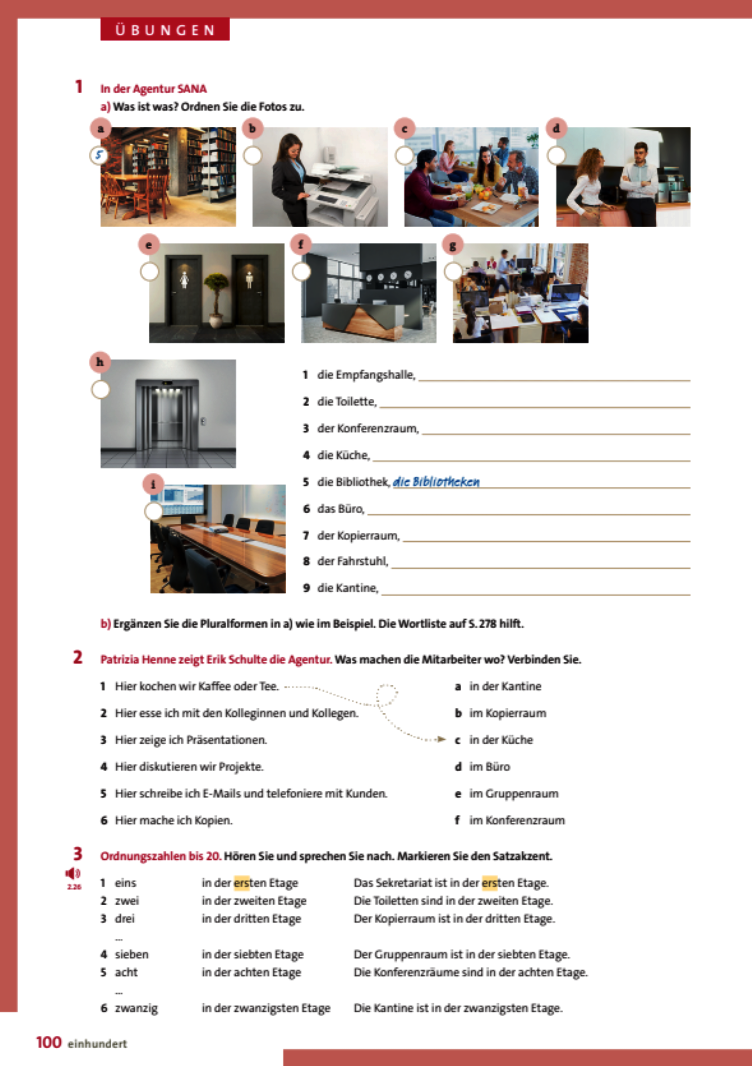 ÜBUNGEN
1 In der Agentur SANA
a) Was ist was? Ordnen Sie die Fotos zu.
a b c d
5
e f g
h
i
1 die Empfangshalle,
2 die Toilette,
3 der Konferenzraum,
4 die Küche,
5 die Bibliothek, die Bibliotheken
6 das Büro,
7 der Kopierraum,
8 der Fahrstuhl,
9 die Kantine,
b) Ergänzen Sie die Pluralformen in a) wie im Beispiel. Die Wortliste auf S. 278 hilft.
2 Patrizia Henne zeigt Erik Schulte die Agentur. Was machen die Mitarbeiter wo? Verbinden Sie.
1 Hier kochen wir Kaffee oder Tee. a in der Kantine
2 Hier esse ich mit den Kolleginnen und Kollegen. b im Kopierraum
3 Hier zeige ich Präsentationen. c in der Küche
4 Hier diskutieren wir Projekte. d im Büro
5 Hier schreibe ich E-Mails und telefoniere mit Kunden. e im Gruppenraum
6 Hier mache ich Kopien. f im Konferenzraum
3 Ordnungszahlen bis 20. Hören Sie und sprechen Sie nach. Markieren Sie den Satzakzent.
2.26
1 eins in der ersten Etage Das Sekretariat ist in der ersten Etage.
2 zwei in der zweiten Etage Die Toiletten sind in der zweiten Etage.
3 drei in der dritten Etage Der Kopierraum ist in der dritten Etage.
...
4 sieben in der siebten Etage Der Gruppenraum ist in der siebten Etage.
5 acht in der achten Etage Die Konferenzräume sind in der achten Etage.
...
6 zwanzig in der zwanzigsten Etage Die Kantine ist in der zwanzigsten Etage.
100 einhundert